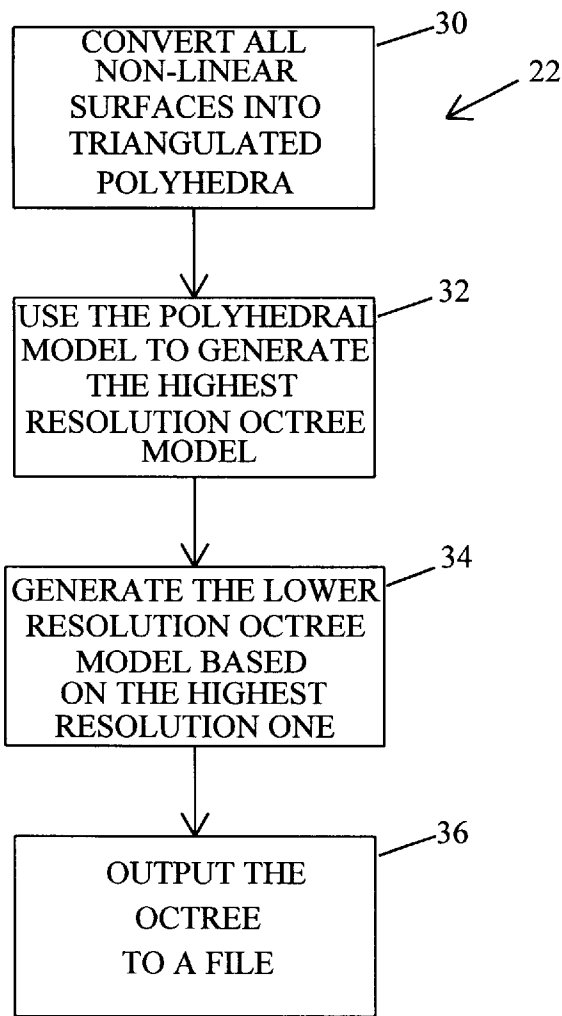 30
CONVERT ALL
NON-LINEAR
SURFACES INTO
TRIANGULATED
POLYHEDRA
22
32
USE THE POLYHEDRAL
MODEL TO GENERATE
THE HIGHEST
RESOLUTION OCTREE
MODEL
34
GENERATE THE LOWER
RESOLUTION OCTREE
MODEL BASED
ON THE HIGHEST
RESOLUTION ONE
36
OUTPUT THE
OCTREE
TO A FILE